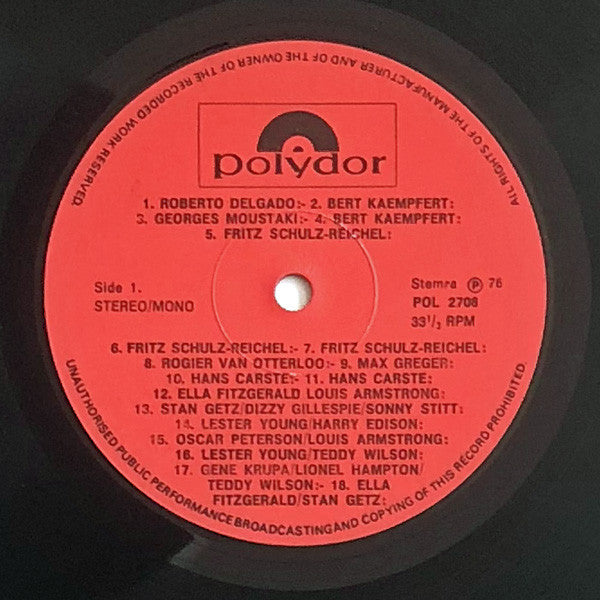 ALL RIGHTS OF THE MANUFACTURER AND OF THE OWNER OF THE RECORDED WORK RESERVED.
polydor
1. ROBERTO DELGADO:- 2. BERT KAEMPFERT:
3. GEORGES MOUSTAKI:- 4. BERT KAEMPFERT:
5. FRITZ SCHULZ-REICHEL:
Side 1.
STEREO/MONO
Stemra Ⓟ 76
POL 2708
33 1/3 RPM
6. FRITZ SCHULZ-REICHEL:- 7. FRITZ SCHULZ-REICHEL:
8. ROGIER VAN OTTERLOO:- 9. MAX GREGER:
10. HANS CARSTE:- 11. HANS CARSTE:
12. ELLA FITZGERALD LOUIS ARMSTRONG:
13. STAN GETZ/DIZZY GILLESPIE/SONNY STITT:
14. LESTER YOUNG/HARRY EDISON:
15. OSCAR PETERSON/LOUIS ARMSTRONG:
16. LESTER YOUNG/TEDDY WILSON:
17. GENE KRUPA/LIONEL HAMPTON/
TEDDY WILSON:- 18. ELLA
FITZGERALD/STAN GETZ:
UNAUTHORISED PUBLIC PERFORMANCE BROADCASTING AND COPYING OF THIS RECORD PROHIBITED.